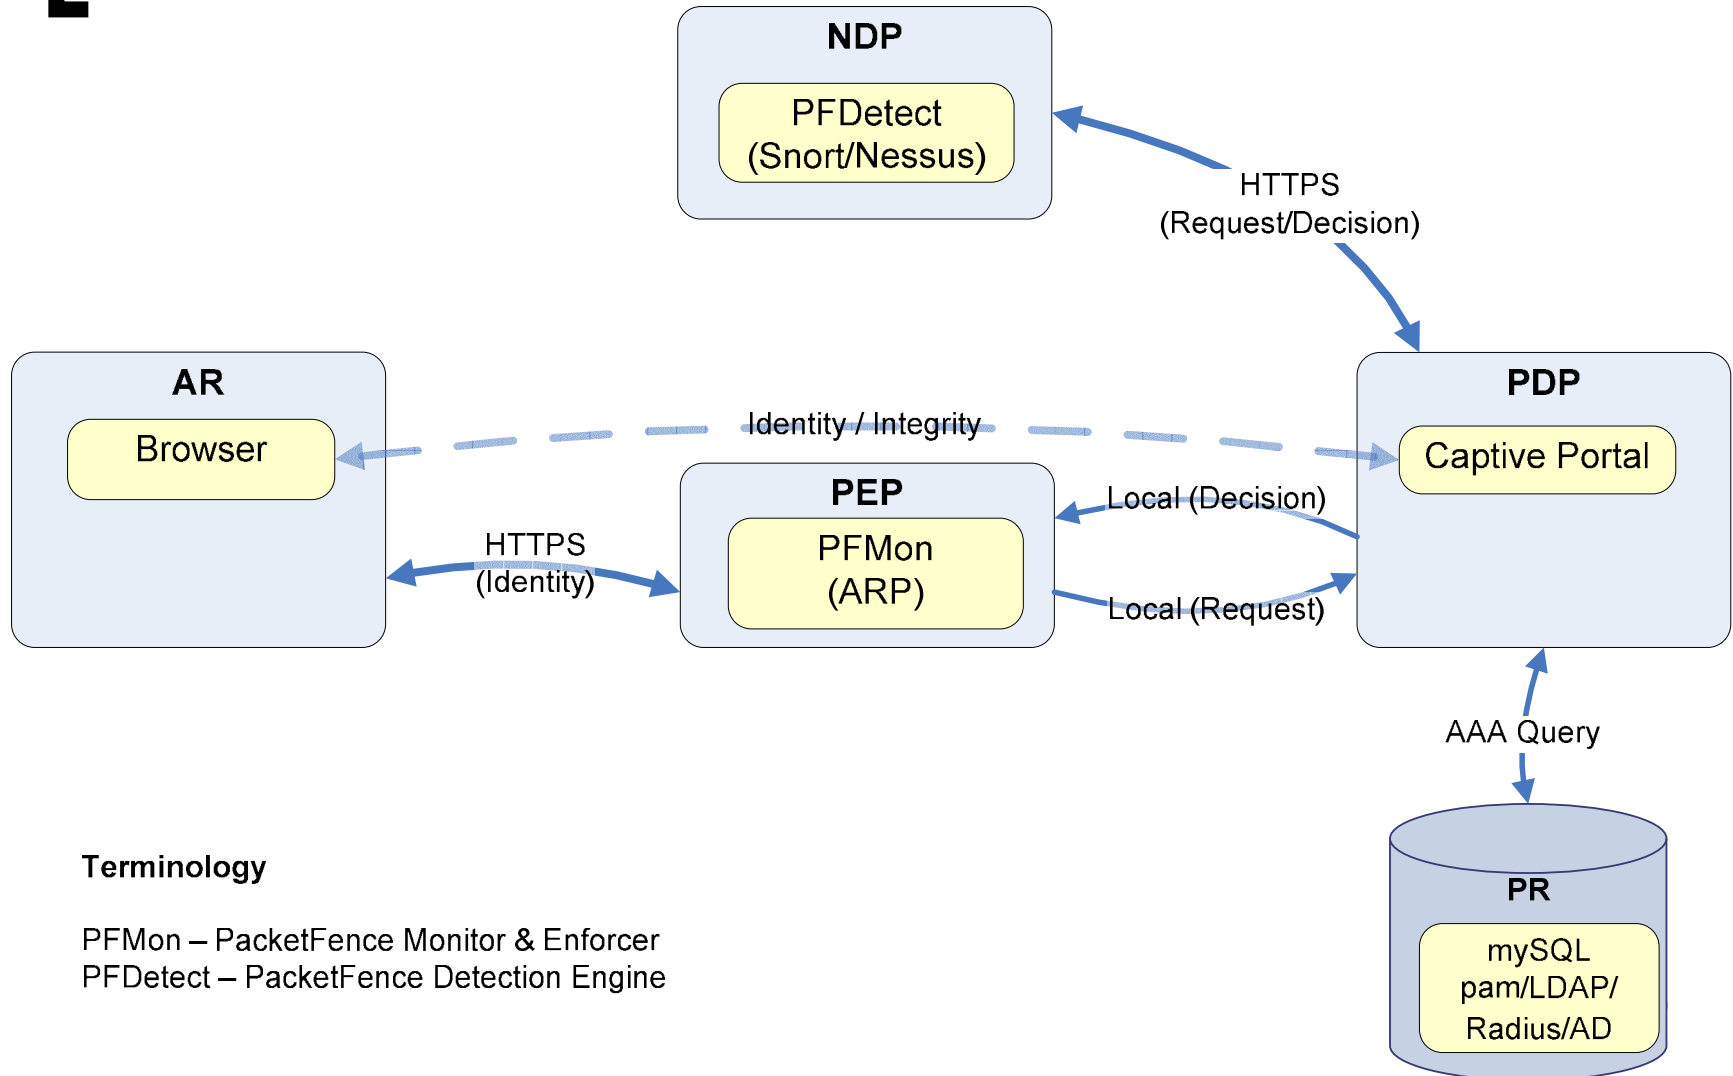 NDP
PFDetect
(Snort/Nessus)
HTTPS
(Request/Decision)
AR
Browser
Identity / Integrity
PDP
Captive Portal
PEP
PFMon
(ARP)
HTTPS
(Identity)
Local (Decision)
Local (Request)
AAA Query
PR
mySQL
pam/LDAP/
Radius/AD
Terminology
PFMon – PacketFence Monitor & Enforcer
PFDetect – PacketFence Detection Engine